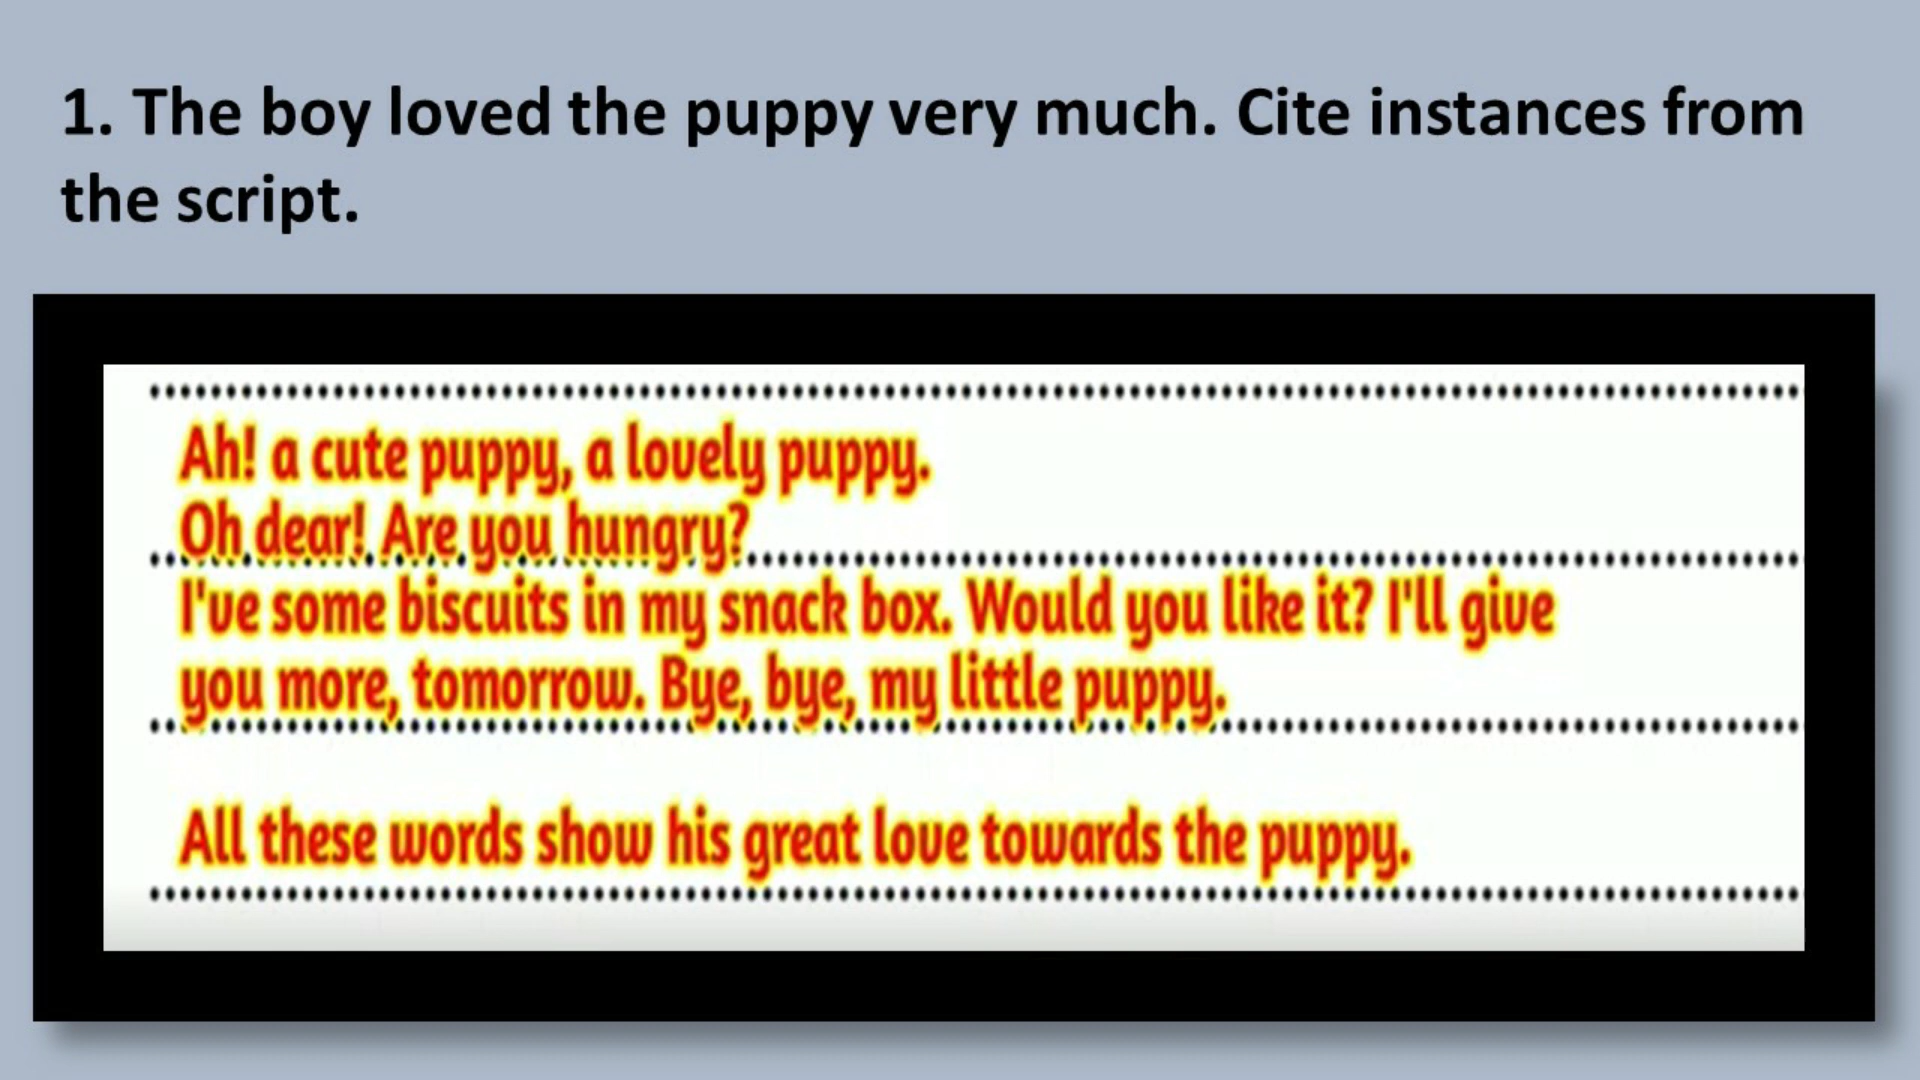 1. The boy loved the puppy very much. Cite instances from
the script.
Ah! a cute puppy, a lovely puppy.
Oh dear! Are you hungry?
I've some biscuits in my snack box. Would you like it? I'll give
you more, tomorrow. Bye, bye, my little puppy.
All these words show his great love towards the puppy.